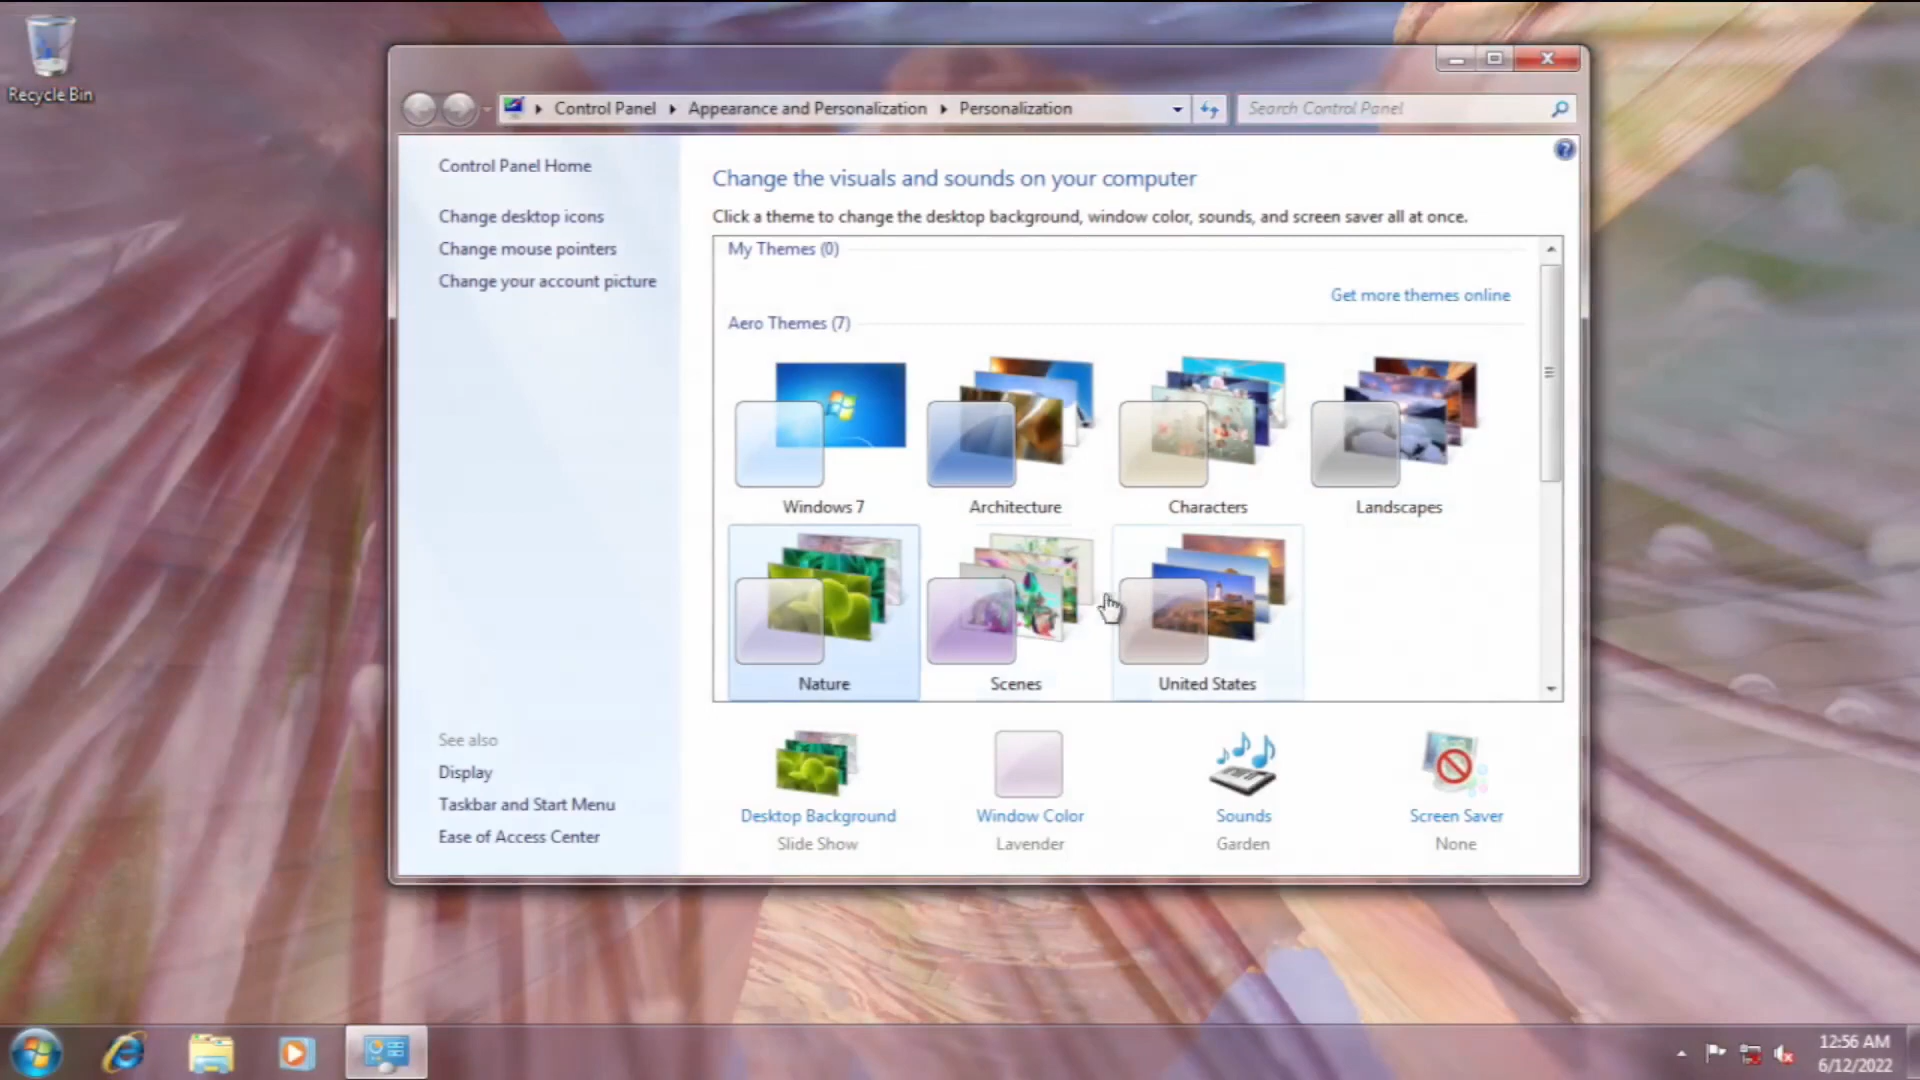 Recycle Bin
Control Panel
Appearance and Personalization
Personalization
Search Control Panel
Control Panel Home
Change desktop icons
Change mouse pointers
Change your account picture
See also
Display
Taskbar and Start Menu
Ease of Access Center
Change the visuals and sounds on your computer
Click a theme to change the desktop background, window color, sounds, and screen saver all at once.
My Themes (0)
Get more themes online
Aero Themes (7)
Windows 7
Architecture
Characters
Landscapes
Nature
Scenes
United States
Desktop Background
Slide Show
Window Color
Lavender
Sounds
Garden
Screen Saver
None
12:56 AM
6/12/2022